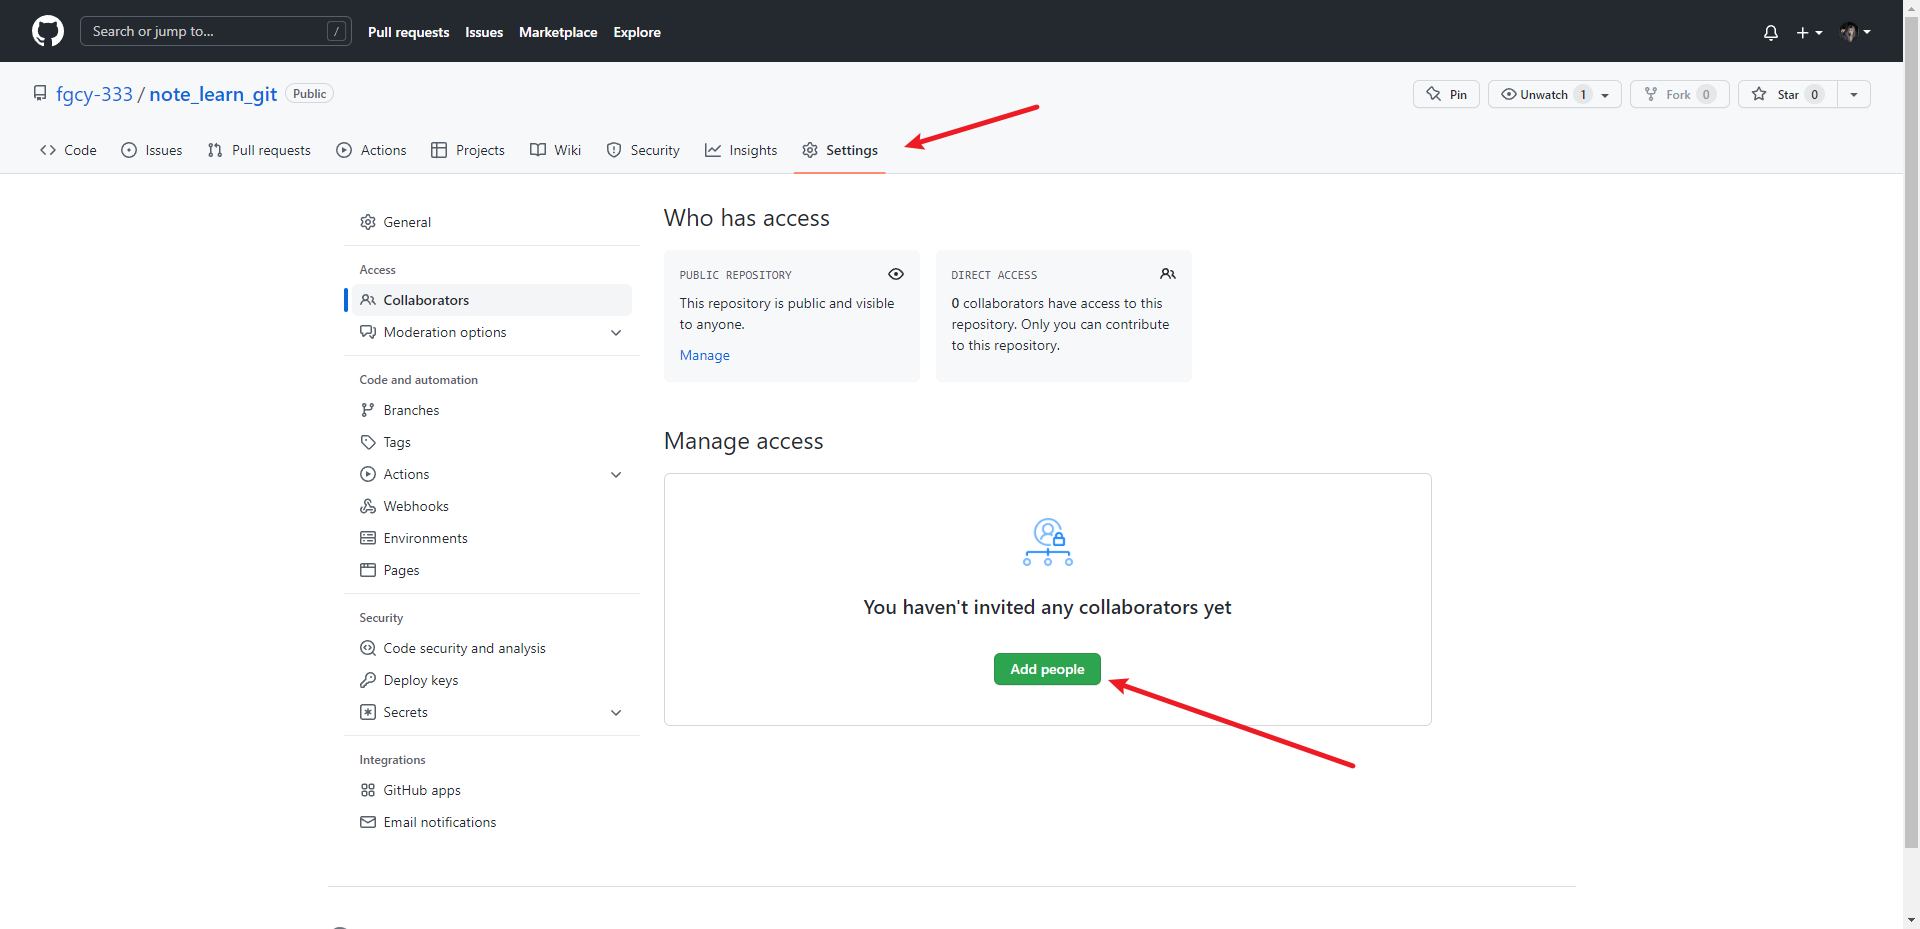 Search or jump to... /
Pull requests Issues Marketplace Explore
fgcy-333 / note_learn_git Public
Pin Unwatch 1 Fork 0 Star 0
Code Issues Pull requests Actions Projects Wiki Security Insights Settings
General
Access
Collaborators
Moderation options
Code and automation
Branches
Tags
Actions
Webhooks
Environments
Pages
Security
Code security and analysis
Deploy keys
Secrets
Integrations
GitHub apps
Email notifications
Who has access
PUBLIC REPOSITORY
This repository is public and visible
to anyone.
Manage
DIRECT ACCESS
0 collaborators have access to this
repository. Only you can contribute
to this repository.
Manage access
You haven't invited any collaborators yet
Add people